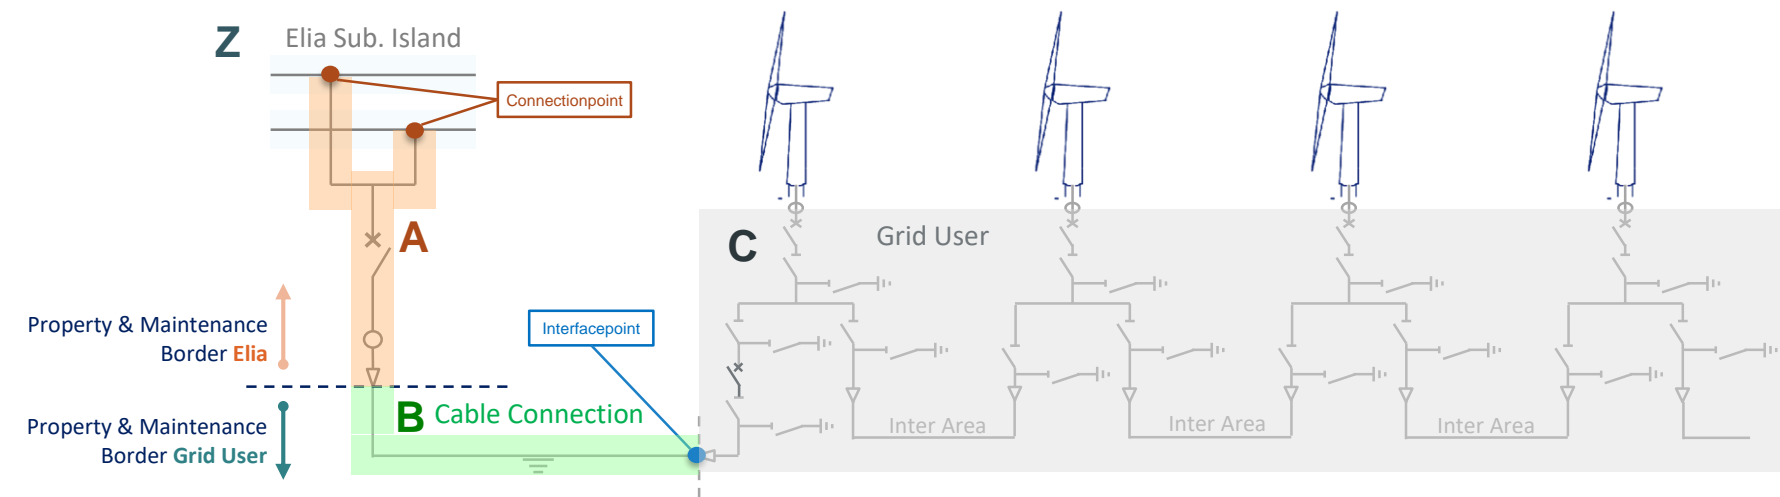 Z
Elia Sub. Island
Connectionpoint
A
C
Grid User
Property & Maintenance
Border Elia
Interfacepoint
B
Cable Connection
Property & Maintenance
Border Grid User
Inter Area
Inter Area
Inter Area